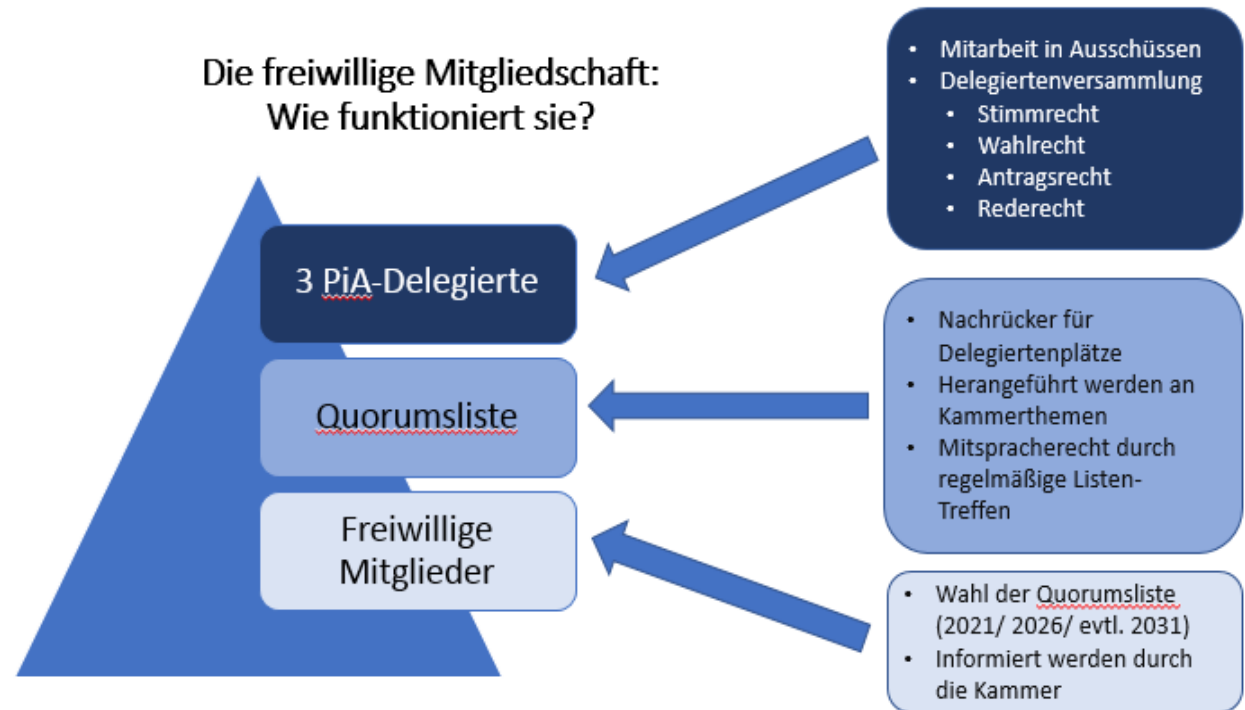 Die freiwillige Mitgliedschaft:
Wie funktioniert sie?
3 PiA-Delegierte
Quorumsliste
Freiwillige
Mitglieder
• Mitarbeit in Ausschüssen
• Delegiertenversammlung
• Stimmrecht
• Wahlrecht
• Antragsrecht
• Rederecht
• Nachrücker für
Delegiertenplätze
• Herangeführt werden an
Kammerthemen
• Mitspracherecht durch
regelmäßige Listen-
Treffen
• Wahl der Quorumsliste
(2021/ 2026/ evtl. 2031)
• Informiert werden durch
die Kammer